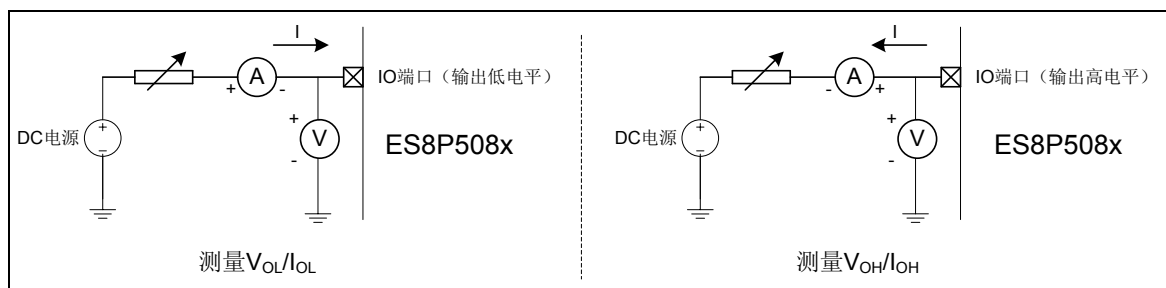 I
A
+ -
IO端口（输出低电平）
DC电源
+
-
+
V
-
ES8P508x
测量VOL/IOL
I
A
- +
IO端口（输出高电平）
DC电源
+
-
+
V
-
ES8P508x
测量VOH/IOH